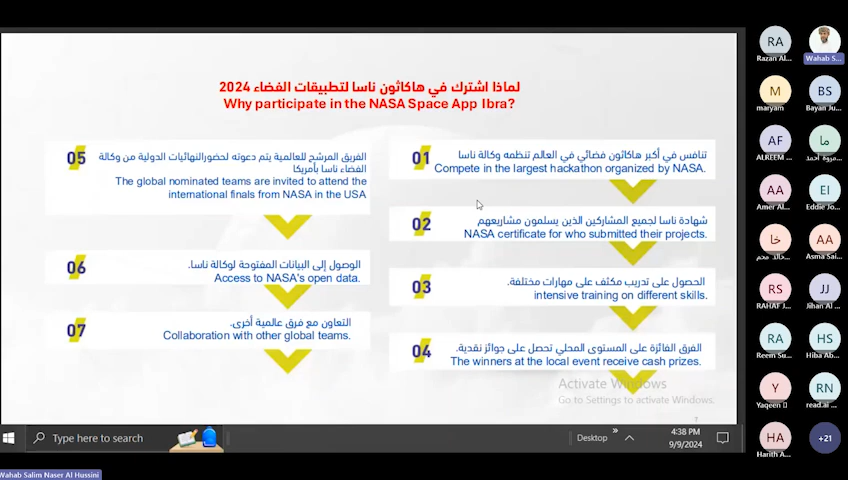 لماذا اشترك في هاكاثون ناسا لتطبيقات الفضاء 2024
Why participate in the NASA Space App Ibra?
01
تنافس في أكبر هاكاثون فضائي في العالم تنظمه وكالة ناسا
Compete in the largest hackathon organized by NASA.
02
شهادة ناسا لجميع المشاركين الذين يسلمون مشاريعهم
NASA certificate for who submitted their projects.
03
الحصول على تدريب مكثف على مهارات مختلفة.
intensive training on different skills.
04
الفرق الفائزة على المستوى المحلي تحصل على جوائز نقدية.
The winners at the local event receive cash prizes.
05
الفريق المرشح للعالمية يتم دعوته لحضور النهائيات الدولية من وكالة
الفضاء ناسا بأمريكا
The global nominated teams are invited to attend the
international finals from NASA in the USA
06
الوصول إلى البيانات المفتوحة لوكالة ناسا.
Access to NASA's open data.
07
التعاون مع فرق عالمية أخرى.
Collaboration with other global teams.
Activate Windows
Go to Settings to activate Windows.
7
Type here to search
Desktop
4:38 PM
9/9/2024
Wahab Salim Naser Al Hussini
RA
Razan Al...
Wahab S...
M
maryam
BS
Bayan Ju...
AF
ALREEM ...
ما
مروة احمد
AA
Amer Al...
EI
Eddie Jo...
خا
خالد محم...
AA
Asma Sai...
RS
RAHAF J...
JJ
Jihan Al ...
RA
Reem Su...
HS
Hiba Ab...
Y
Yaqeen
RN
read.ai ...
HA
Harith A...
+21